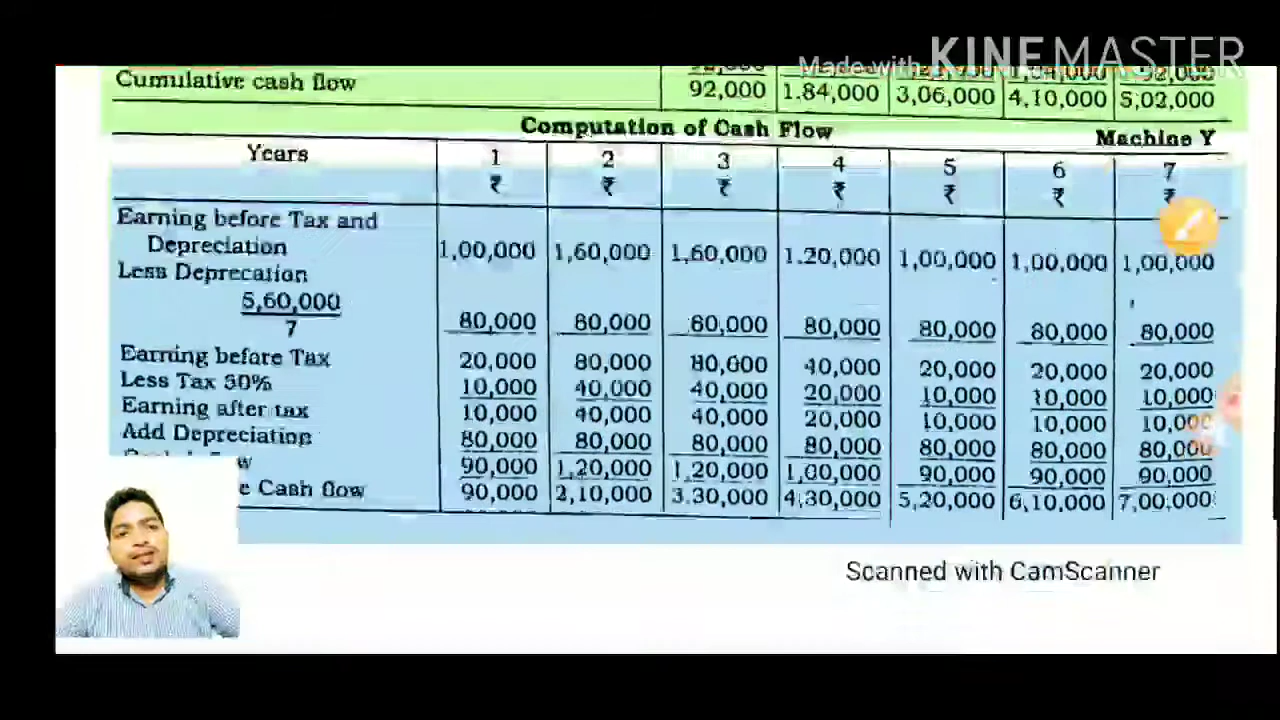 Made with KINEMASTER
Cumulative cash flow 92,000 1.84,000 3,06,000 4,10,000 5,02,000
Computation of Cash Flow Machine Y
Years 1 2 3 4 5 6 7
₹ ₹ ₹ ₹ ₹ ₹ ₹
Earning before Tax and
Depreciation 1,00,000 1,60,000 1,60,000 1.20,000 1,00,000 1,00,000 1,00,000
Less Deprecation
5,60,000
7 80,000 80,000 80,000 80,000 80,000 80,000
Earning before Tax 20,000 80,000 80,000 40,000 20,000 20,000 20,000
Less Tax 10,000 40,000 40,000 20,000 10,000 10,000 10,000
Earning after tax 10,000 40,000 40,000 20,000 10,000 10,000 10,000
Add Depreciation 80,000 80,000 80,000 80,000 80,000 80,000 80,000
90,000 1,20,000 1,20,000 1,00,000 90,000 90,000 90,000
Cash flow 90,000 2,10,000 3.30,000 4,30,000 5,20,000 6,10,000 7,00,000
Scanned with CamScanner